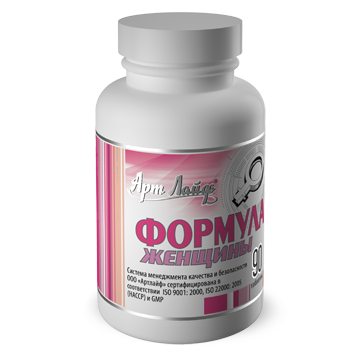 Арт Лайф
ФОРМУЛА
ЖЕНЩИНЫ
90
Система менеджмента качества и безопасности
ООО «Артлайф» сертифицирована в
соответствии ISO 9001: 2000, ISO 22000: 2005
(HACCP) и GMP